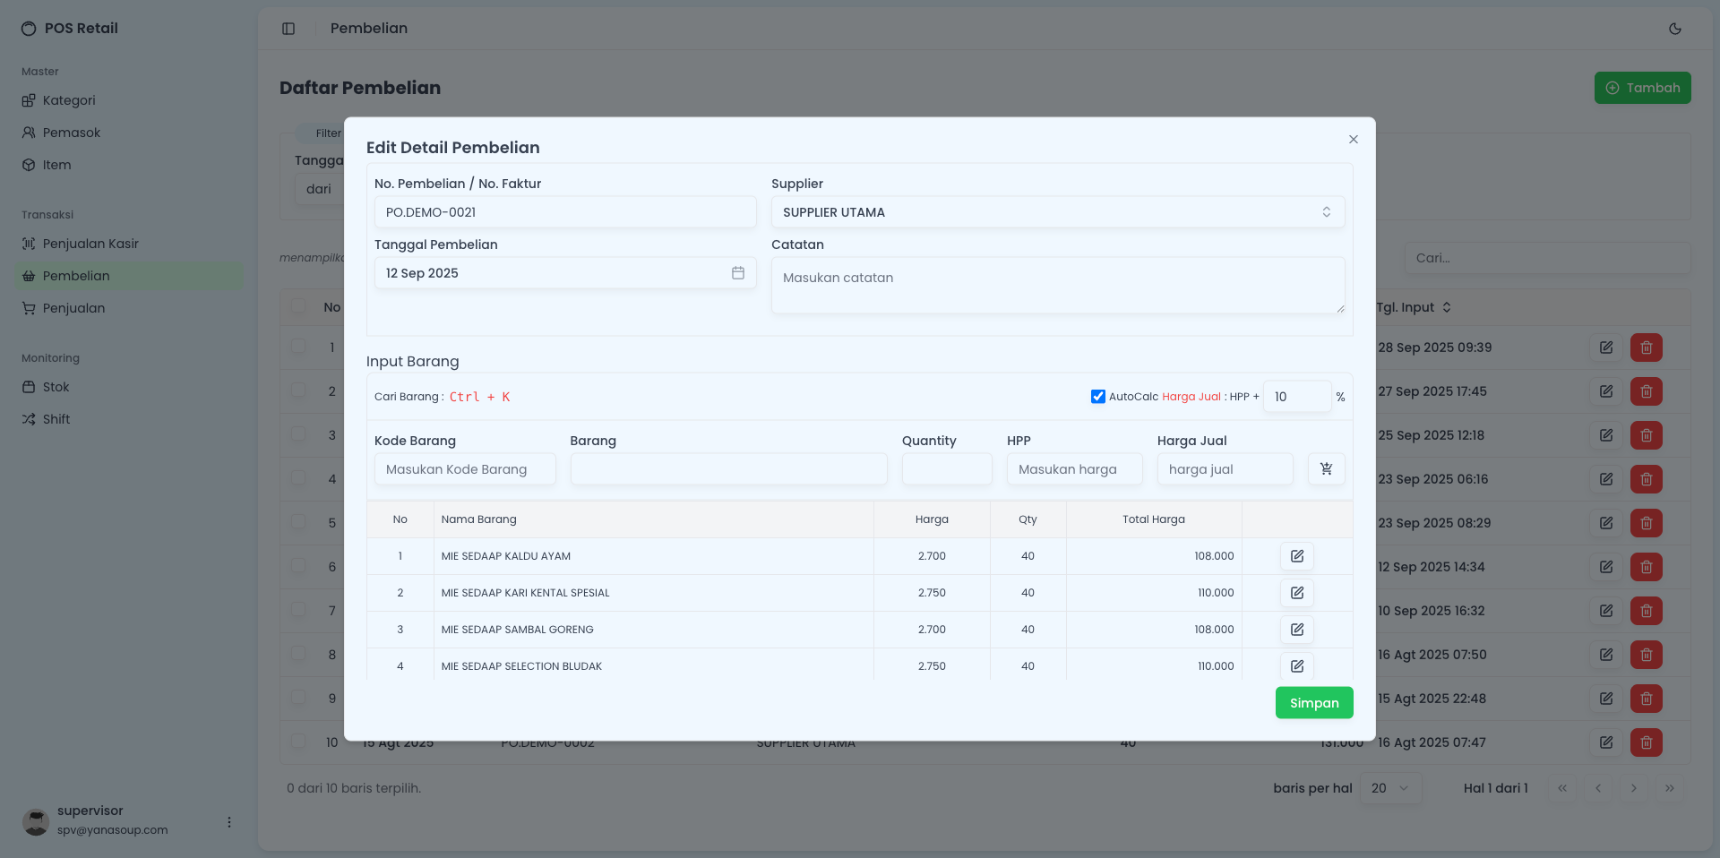 POS Retail
Pembelian
Master
Kategori
Pemasok
Item
Transaksi
Penjualan Kasir
Pembelian
Penjualan
Monitoring
Stok
Shift
supervisor
spv@yanasoup.com
Daftar Pembelian
Tambah
Filter
Tangga
dari
menampilka
Cari...
Edit Detail Pembelian
No. Pembelian / No. Faktur
Supplier
PO.DEMO-0021
SUPPLIER UTAMA
Tanggal Pembelian
Catatan
12 Sep 2025
Masukan catatan
Input Barang
Cari Barang : Ctrl + K
AutoCalc Harga Jual : HPP + 10 %
Kode Barang Barang Quantity HPP Harga Jual
Masukan Kode Barang Masukan harga harga jual
No Nama Barang Harga Qty Total Harga
1 MIE SEDAAP KALDU AYAM 2.700 40 108.000
2 MIE SEDAAP KARI KENTAL SPESIAL 2.750 40 110.000
3 MIE SEDAAP SAMBAL GORENG 2.700 40 108.000
4 MIE SEDAAP SELECTION BLUDAK 2.750 40 110.000
Simpan
No Tgl. Input
1 28 Sep 2025 09:39
2 27 Sep 2025 17:45
3 25 Sep 2025 12:18
4 23 Sep 2025 06:16
5 23 Sep 2025 08:29
6 12 Sep 2025 14:34
7 10 Sep 2025 16:32
8 16 Agt 2025 07:50
9 15 Agt 2025 22:48
10 15 Agt 2025 PO.DEMO-0002 SUPPLIER UTAMA 40 131.000 16 Agt 2025 07:47
0 dari 10 baris terpilih.
baris per hal 20 Hal 1 dari 1